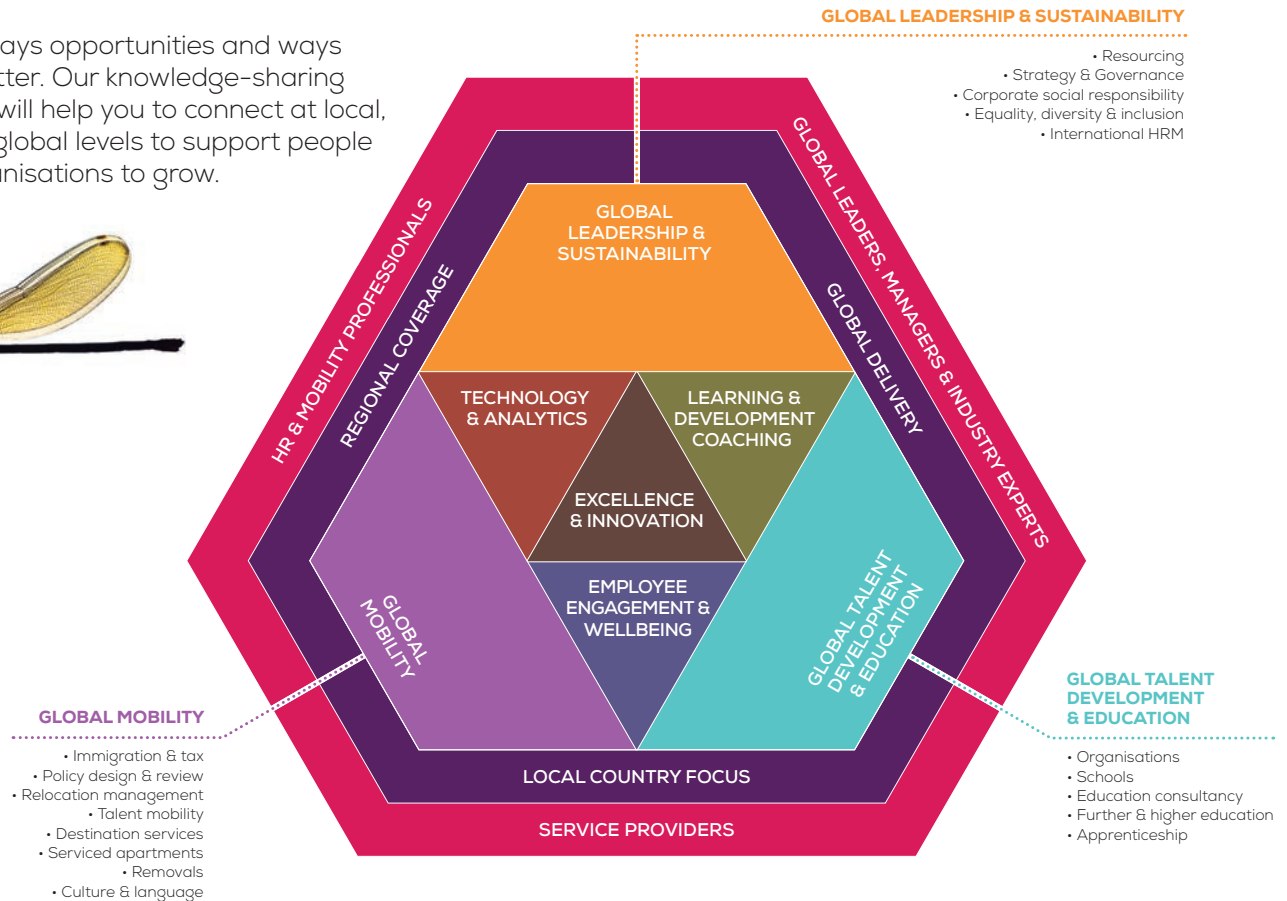 GLOBAL LEADERSHIP & SUSTAINABILITY
• Resourcing
• Strategy & Governance
• Corporate social responsibility
• Equality, diversity & inclusion
• International HRM
ays opportunities and ways
tter. Our knowledge-sharing
will help you to connect at local,
global levels to support people
anisations to grow.
HR & MOBILITY PROFESSIONALS
REGIONAL COVERAGE
GLOBAL
LEADERSHIP &
SUSTAINABILITY
GLOBAL DELIVERY
GLOBAL LEADERS, MANAGERS & INDUSTRY EXPERTS
TECHNOLOGY
& ANALYTICS
LEARNING &
DEVELOPMENT
COACHING
EXCELLENCE
& INNOVATION
EMPLOYEE
ENGAGEMENT &
WELLBEING
GLOBAL
MOBILITY
GLOBAL TALENT
DEVELOPMENT
& EDUCATION
LOCAL COUNTRY FOCUS
SERVICE PROVIDERS
GLOBAL MOBILITY
• Immigration & tax
• Policy design & review
• Relocation management
• Talent mobility
• Destination services
• Serviced apartments
• Removals
• Culture & language
GLOBAL TALENT
DEVELOPMENT
& EDUCATION
• Organisations
• Schools
• Education consultancy
• Further & higher education
• Apprenticeship